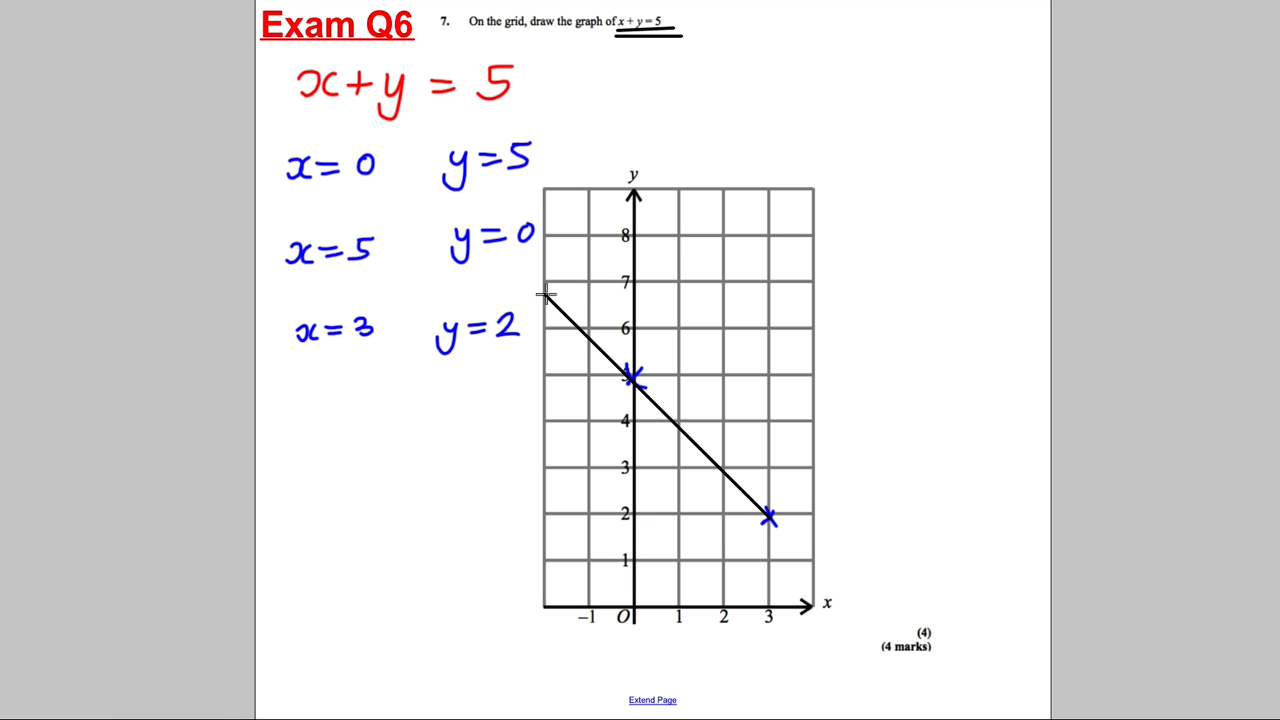 Exam Q6
7. On the grid, draw the graph of x + y = 5
x+y = 5
x=0 y=5
x=5 y=0
x=3 y=2
y
8
7
6
5
4
3
2
1
–1 O 1 2 3 x
(4)
(4 marks)
Extend Page